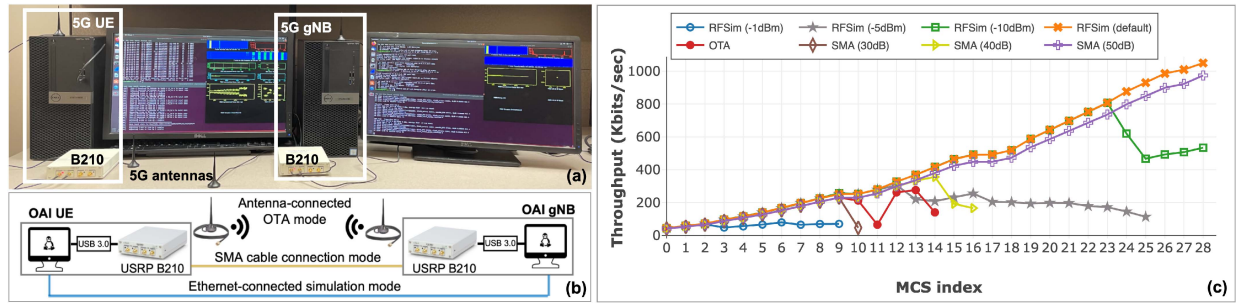 5G UE
5G gNB
B210
B210
5G antennas
(a)
Antenna-connected
OTA mode
OAI UE
OAI gNB
USB 3.0
USB 3.0
USRP B210
USRP B210
SMA cable connection mode
Ethernet-connected simulation mode
(b)
RFSim (-1dBm)
RFSim (-5dBm)
RFSim (-10dBm)
RFSim (default)
OTA
SMA (30dB)
SMA (40dB)
SMA (50dB)
Throughput (Kbits/sec)
1000
800
600
400
200
0
0 1 2 3 4 5 6 7 8 9 10 11 12 13 14 15 16 17 18 19 20 21 22 23 24 25 26 27 28
MCS index
(c)